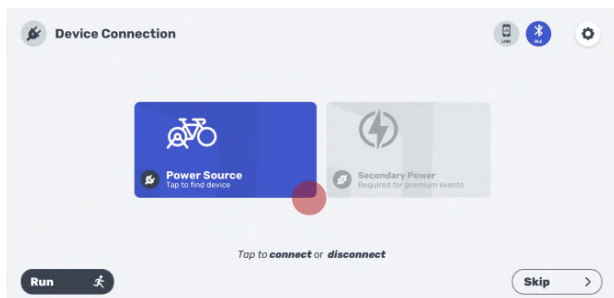 Device Connection
LINK
BLE
Power Source
Tap to find device
Secondary Power
Required for premium events
Tap to connect or disconnect
Run
Skip